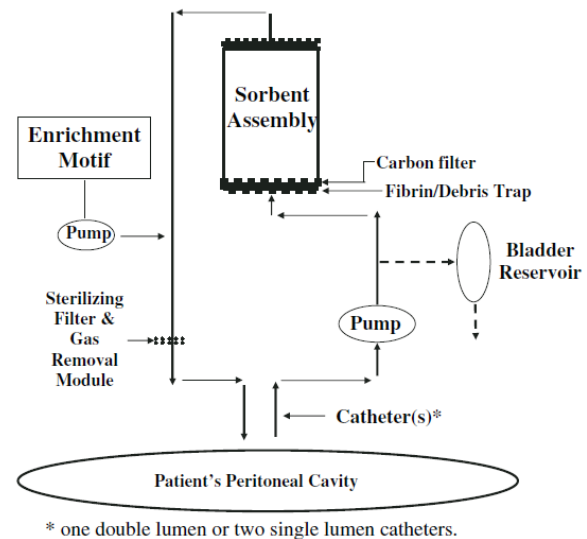 Sorbent
Assembly
Enrichment
Motif
Carbon filter
Fibrin/Debris Trap
Pump
Bladder
Reservoir
Sterilizing
Filter &
Gas
Removal
Module
Pump
Catheter(s)*
Patient's Peritoneal Cavity
* one double lumen or two single lumen catheters.